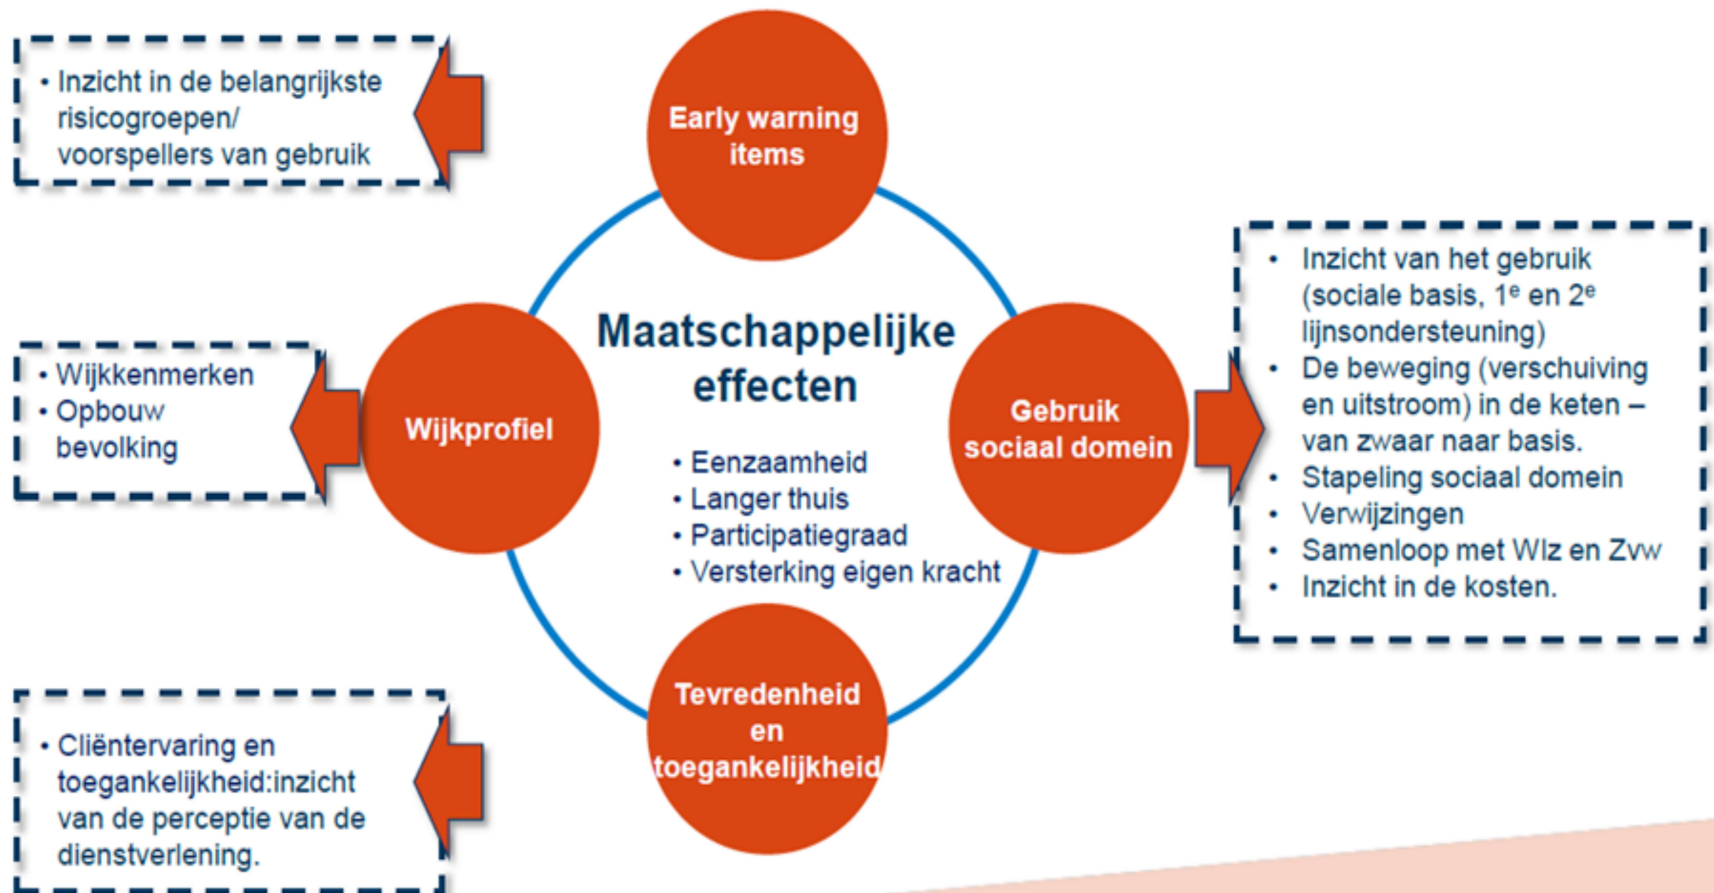 • Inzicht in de belangrijkste
risicogroepen/
voorspellers van gebruik
Early warning
items
• Wijkkenmerken
• Opbouw
bevolking
Wijkprofiel
Maatschappelijke
effecten
• Eenzaamheid
• Langer thuis
• Participatiegraad
• Versterking eigen kracht
Gebruik
sociaal domein
• Inzicht van het gebruik
(sociale basis, 1ᵉ en 2ᵉ
lijnsondersteuning)
• De beweging (verschuiving
en uitstroom) in de keten –
van zwaar naar basis.
• Stapeling sociaal domein
• Verwijzingen
• Samenloop met Wlz en Zvw
• Inzicht in de kosten.
Tevredenheid
en
toegankelijkheid
• Cliëntervaring en
toegankelijkheid:inzicht
van de perceptie van de
dienstverlening.